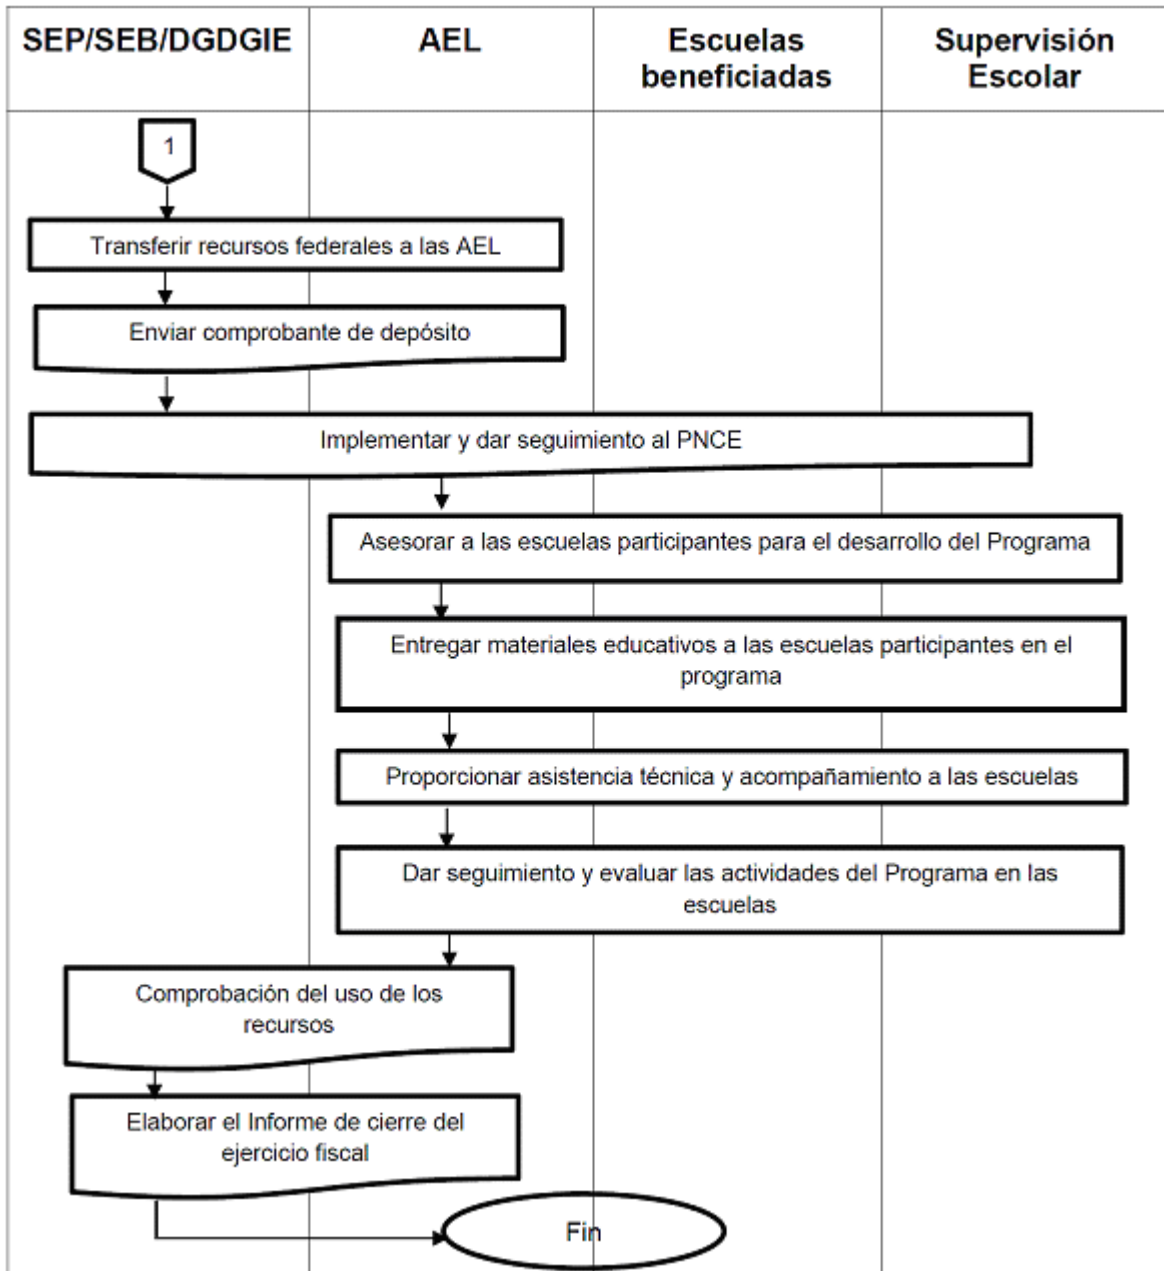 SEP/SEB/DGDGIE
AEL
Escuelas
beneficiadas
Supervisión
Escolar
1
Transferir recursos federales a las AEL
Enviar comprobante de depósito
Implementar y dar seguimiento al PNCE
Asesorar a las escuelas participantes para el desarrollo del Programa
Entregar materiales educativos a las escuelas participantes en el
programa
Proporcionar asistencia técnica y acompañamiento a las escuelas
Dar seguimiento y evaluar las actividades del Programa en las
escuelas
Comprobación del uso de los
recursos
Elaborar el Informe de cierre del
ejercicio fiscal
Fin